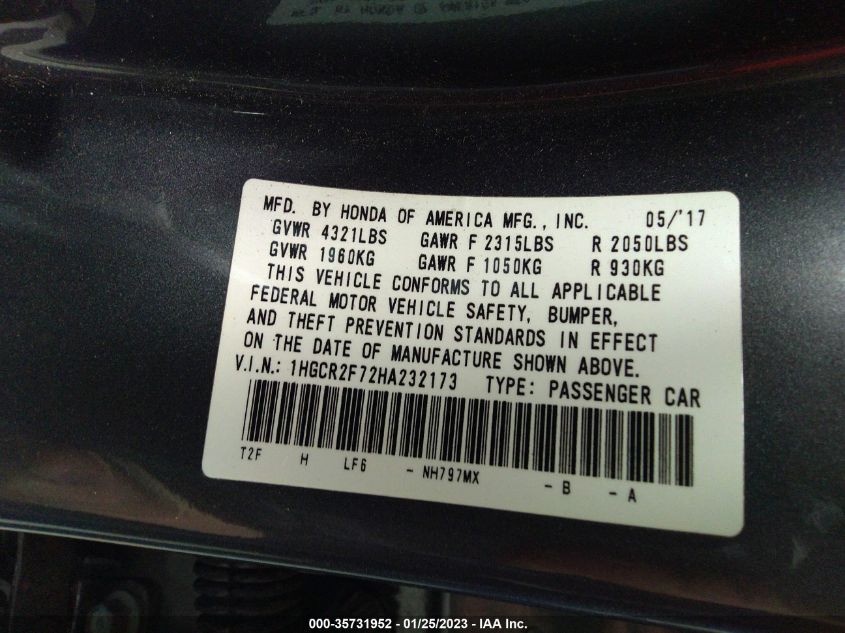 MFD. BY HONDA OF AMERICA MFG., INC. 05/'17
GVWR 4321LBS GAWR F 2315LBS R 2050LBS
GVWR 1960KG GAWR F 1050KG R 930KG
THIS VEHICLE CONFORMS TO ALL APPLICABLE
FEDERAL MOTOR VEHICLE SAFETY, BUMPER,
AND THEFT PREVENTION STANDARDS IN EFFECT
ON THE DATE OF MANUFACTURE SHOWN ABOVE.
V.I.N.: 1HGCR2F72HA232173 TYPE: PASSENGER CAR
T2F H LF6 - NH797MX - B - A
000-35731952 - 01/25/2023 - IAA Inc.